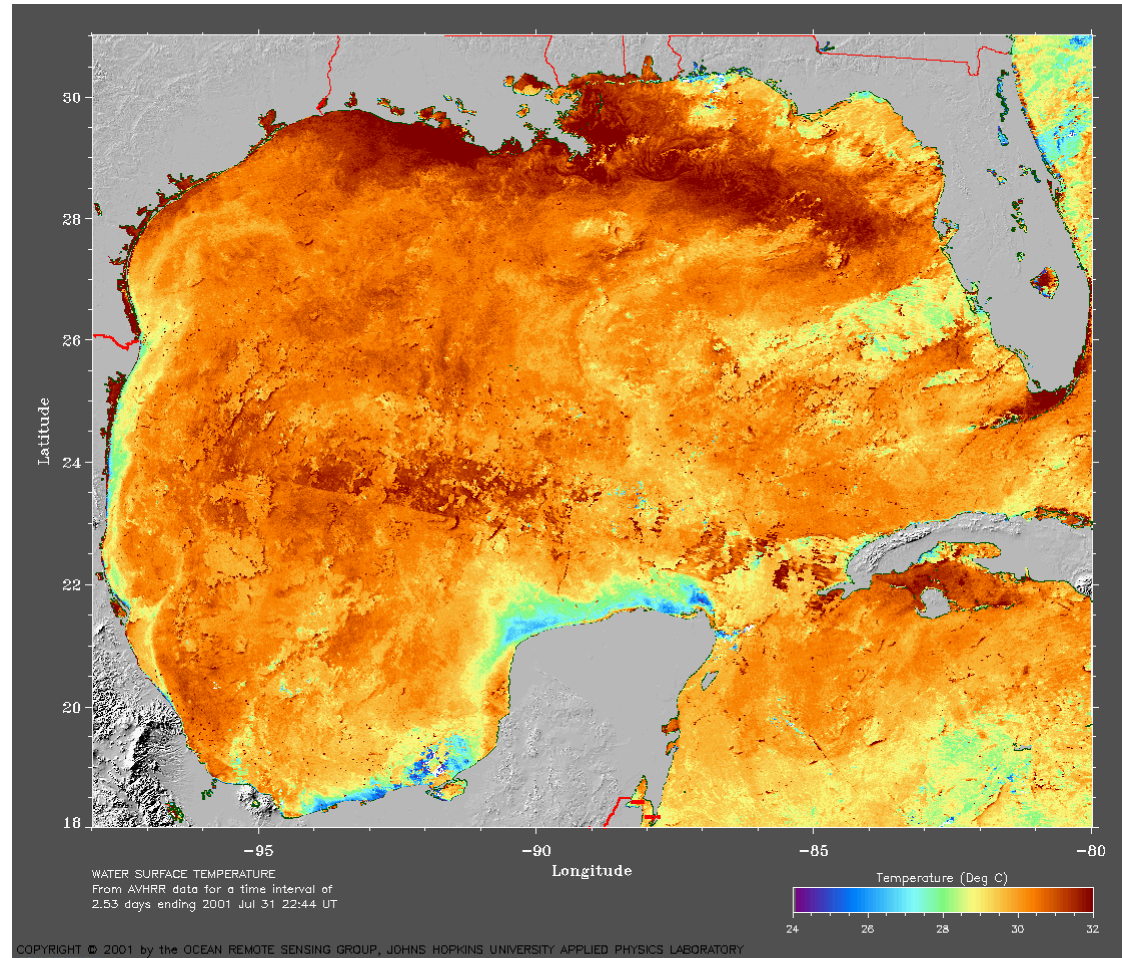 30
28
26
24
22
20
18
Latitude
-95
-90
-85
-80
Longitude
WATER SURFACE TEMPERATURE
From AVHRR data for a time interval of
2.53 days ending 2001 Jul 31 22:44 UT
Temperature (Deg C)
24 26 28 30 32
COPYRIGHT © 2001 by the OCEAN REMOTE SENSING GROUP, JOHNS HOPKINS UNIVERSITY APPLIED PHYSICS LABORATORY